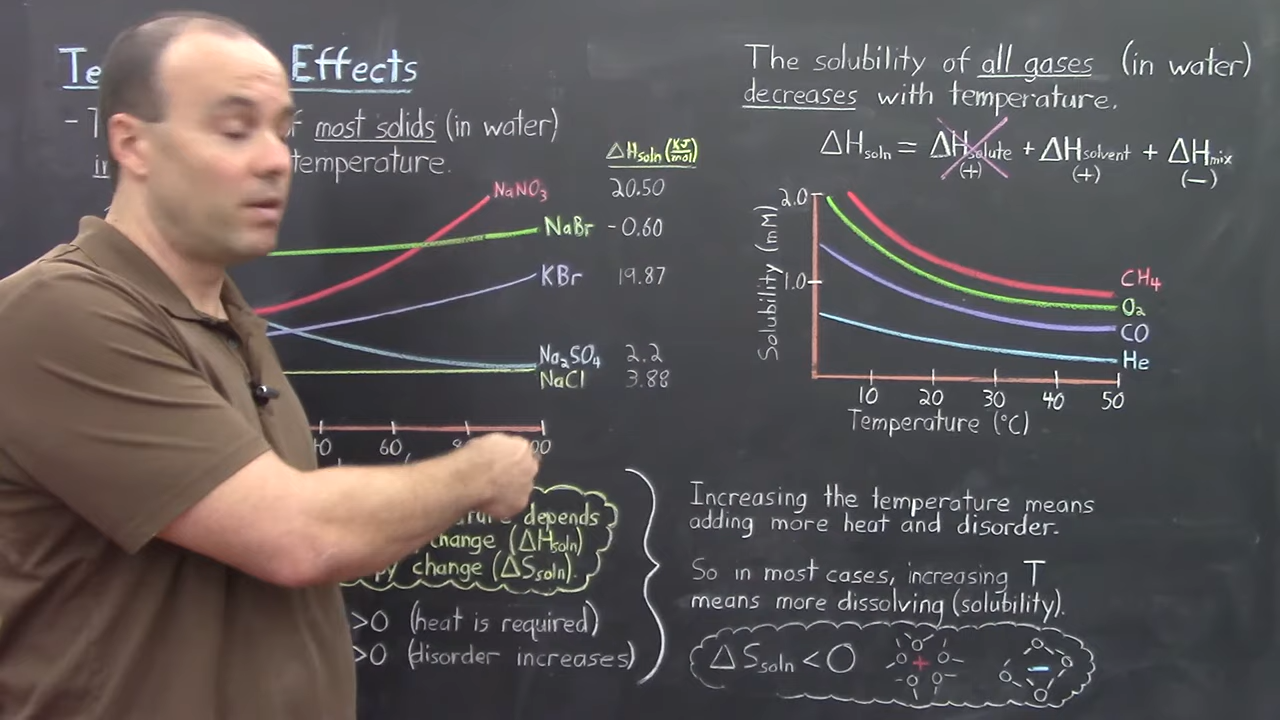 Te Effects
- T of most solids (in water)
in temperature.
ΔHsoln (KJ/mol)
NaNO₃ 20.50
NaBr -0.60
KBr 19.87
Na₂SO₄ 2.2
NaCl 3.88
60
depends
change (ΔHsoln)
change (ΔSsoln).
>0 (heat is required)
>0 (disorder increases)
The solubility of all gases (in water)
decreases with temperature.
ΔHsoln = ΔHsolute + ΔHsolvent + ΔHmix
(+) (+) (-)
Solubility (mM)
2.0
1.0
CH₄
O₂
CO
He
10 20 30 40 50
Temperature (°C)
Increasing the temperature means
adding more heat and disorder.
So in most cases, increasing T
means more dissolving (solubility).
ΔSsoln < 0 + -